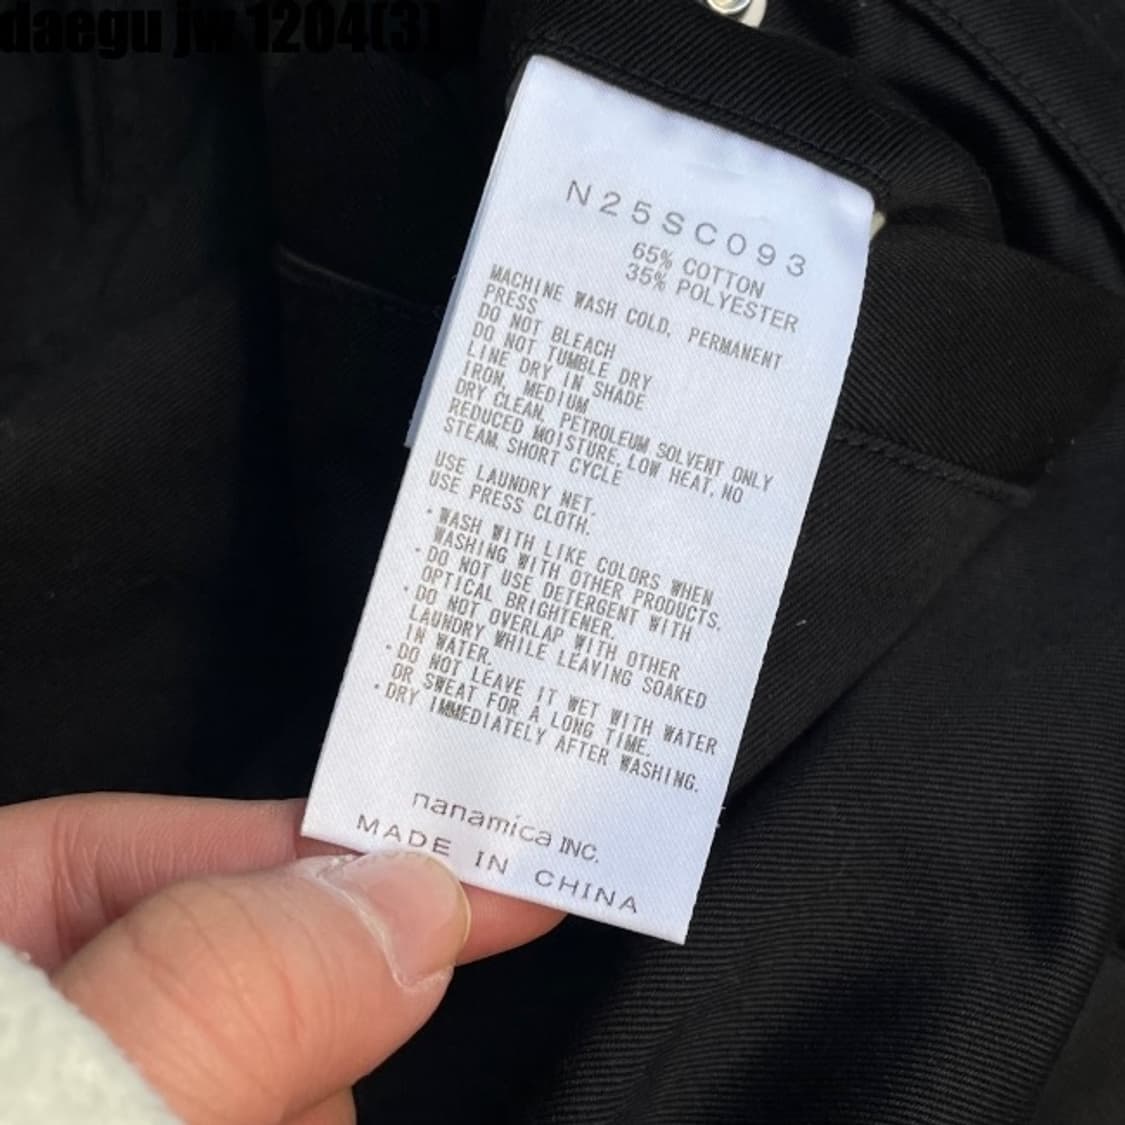 daegu jw 1204(3)
N25SC093
65% COTTON
35% POLYESTER
MACHINE WASH COLD, PERMANENT
PRESS
DO NOT BLEACH
DO NOT TUMBLE DRY
LINE DRY IN SHADE
IRON, MEDIUM
DRY CLEAN, PETROLEUM SOLVENT ONLY
REDUCED MOISTURE, LOW HEAT, NO
STEAM, SHORT CYCLE
USE LAUNDRY NET.
USE PRESS CLOTH.
・WASH WITH LIKE COLORS WHEN
WASHING WITH OTHER PRODUCTS.
・DO NOT USE DETERGENT WITH
OPTICAL BRIGHTENER.
・DO NOT OVERLAP WITH OTHER
LAUNDRY WHILE LEAVING SOAKED
IN WATER.
・DO NOT LEAVE IT WET WITH WATER
OR SWEAT FOR A LONG TIME.
・DRY IMMEDIATELY AFTER WASHING.
nanamica INC.
MADE IN CHINA